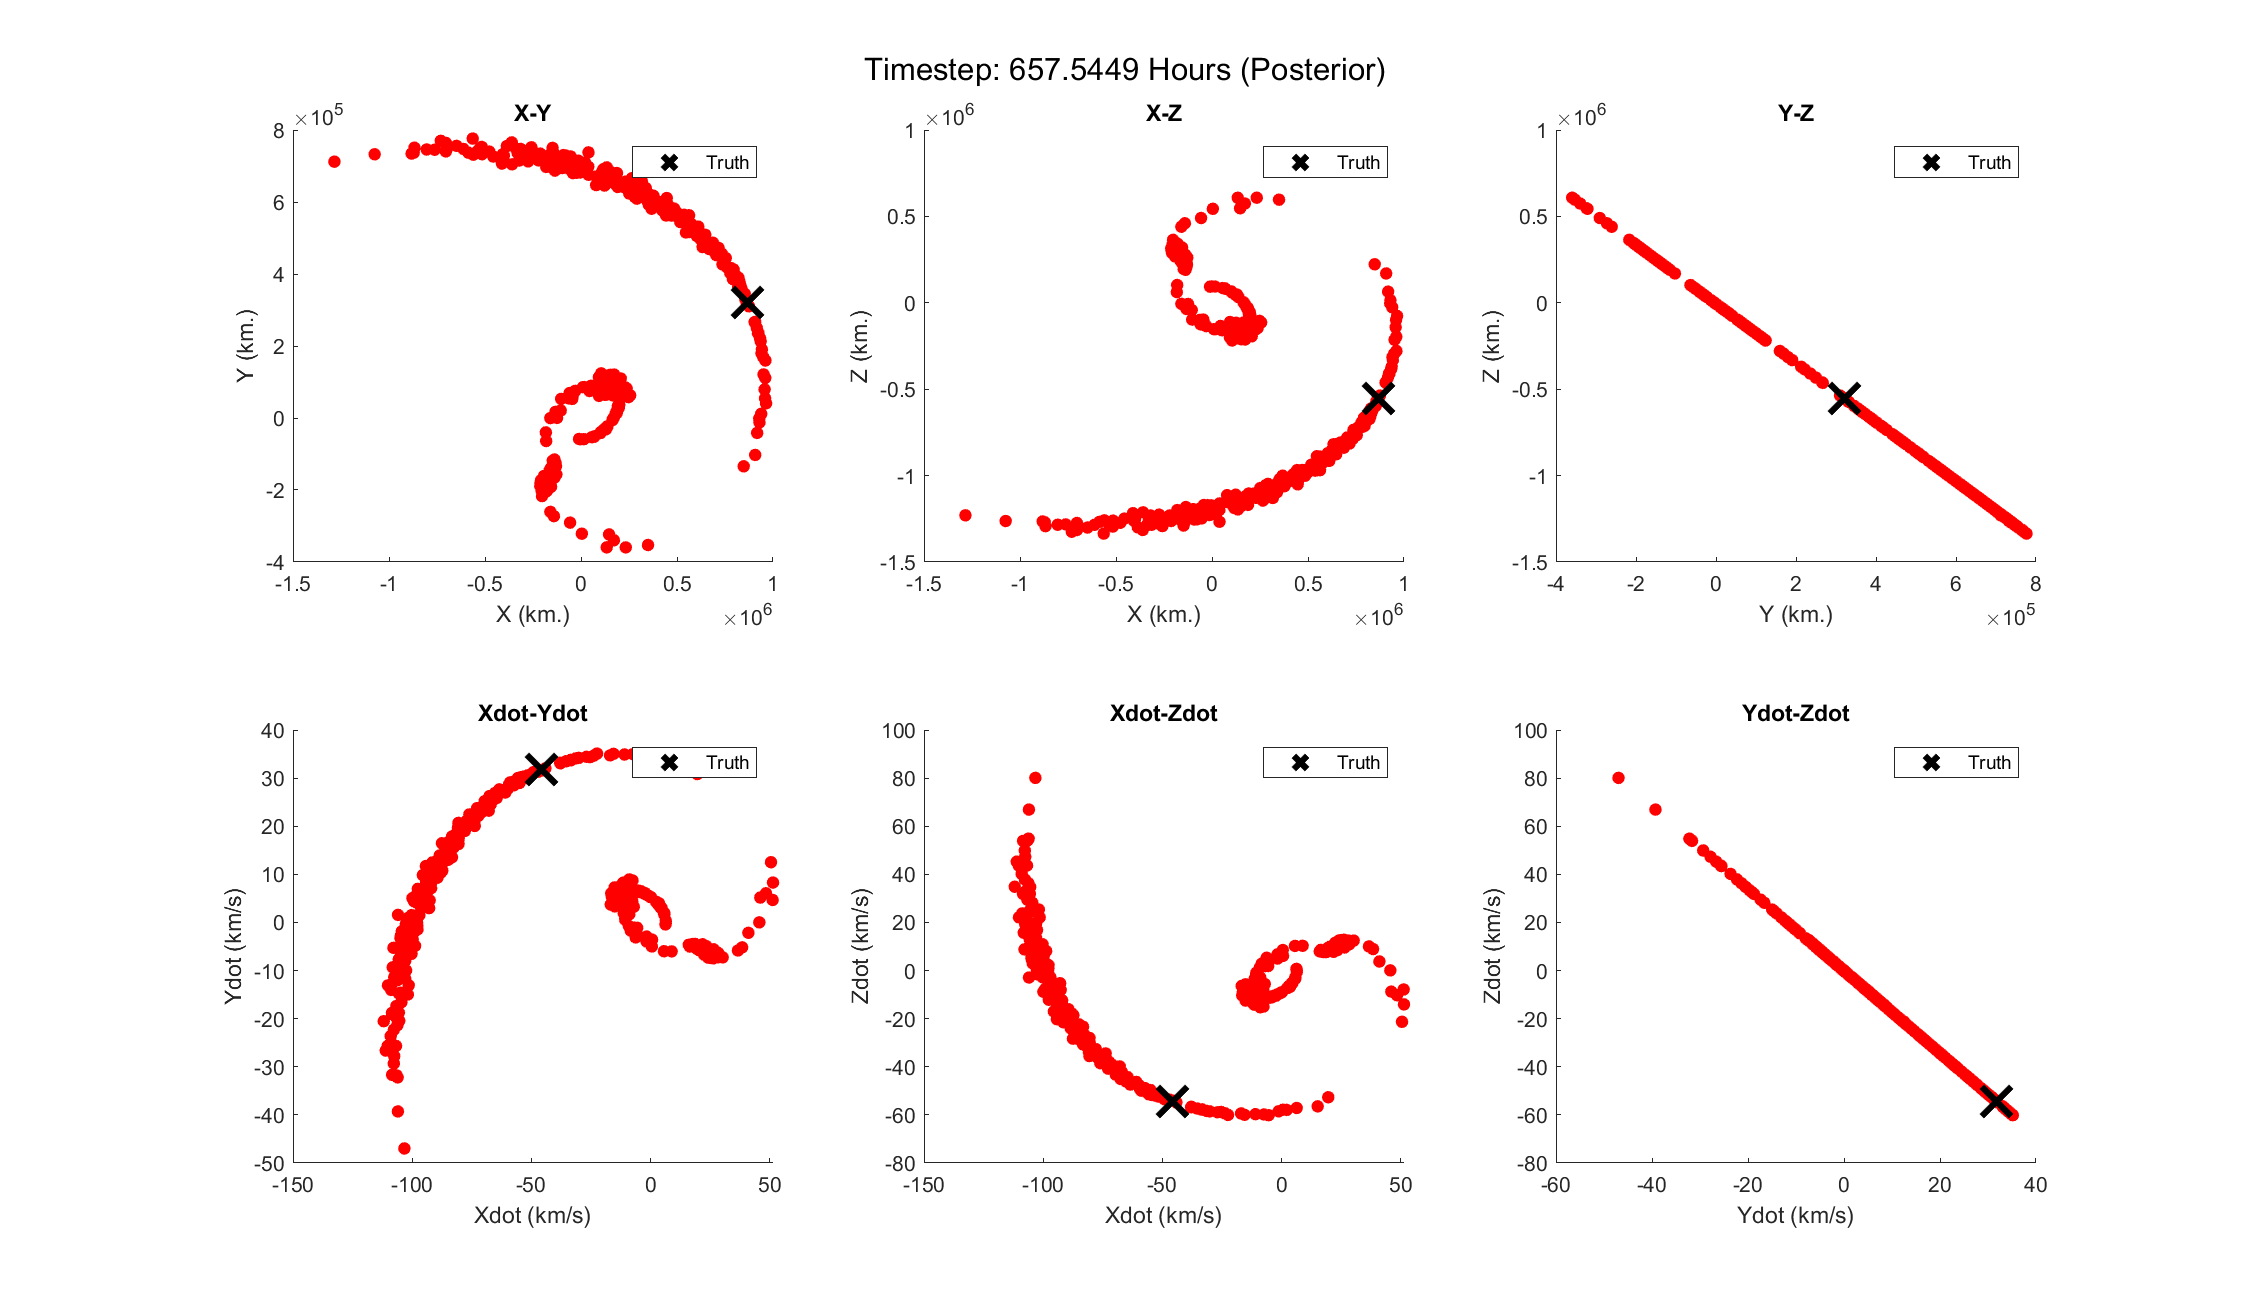 Timestep: 657.5449 Hours (Posterior)
X-Y
×10^5
8
6
4
2
0
-2
-4
Y (km.)
-1.5 -1 -0.5 0 0.5 1
X (km.)
×10^6
Truth
X-Z
×10^6
1
0.5
0
-0.5
-1
-1.5
Z (km.)
-1.5 -1 -0.5 0 0.5 1
X (km.)
×10^6
Truth
Y-Z
×10^6
1
0.5
0
-0.5
-1
-1.5
Z (km.)
-4 -2 0 2 4 6 8
Y (km.)
×10^5
Truth
Xdot-Ydot
40
30
20
10
0
-10
-20
-30
-40
-50
Ydot (km/s)
-150 -100 -50 0 50
Xdot (km/s)
Truth
Xdot-Zdot
100
80
60
40
20
0
-20
-40
-60
-80
Zdot (km/s)
-150 -100 -50 0 50
Xdot (km/s)
Truth
Ydot-Zdot
100
80
60
40
20
0
-20
-40
-60
-80
Zdot (km/s)
-60 -40 -20 0 20 40
Ydot (km/s)
Truth